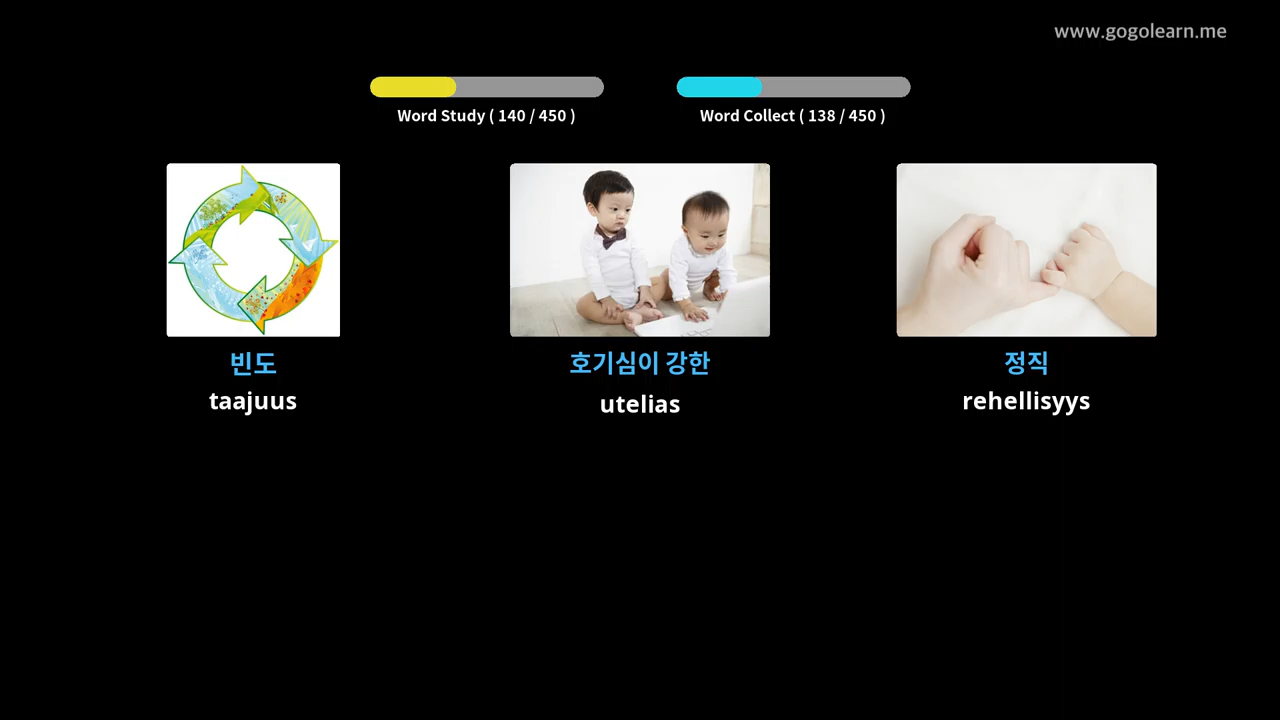 www.gogolearn.me
Word Study ( 140 / 450 )
Word Collect ( 138 / 450 )
빈도
taajuus
호기심이 강한
utelias
정직
rehellisyys